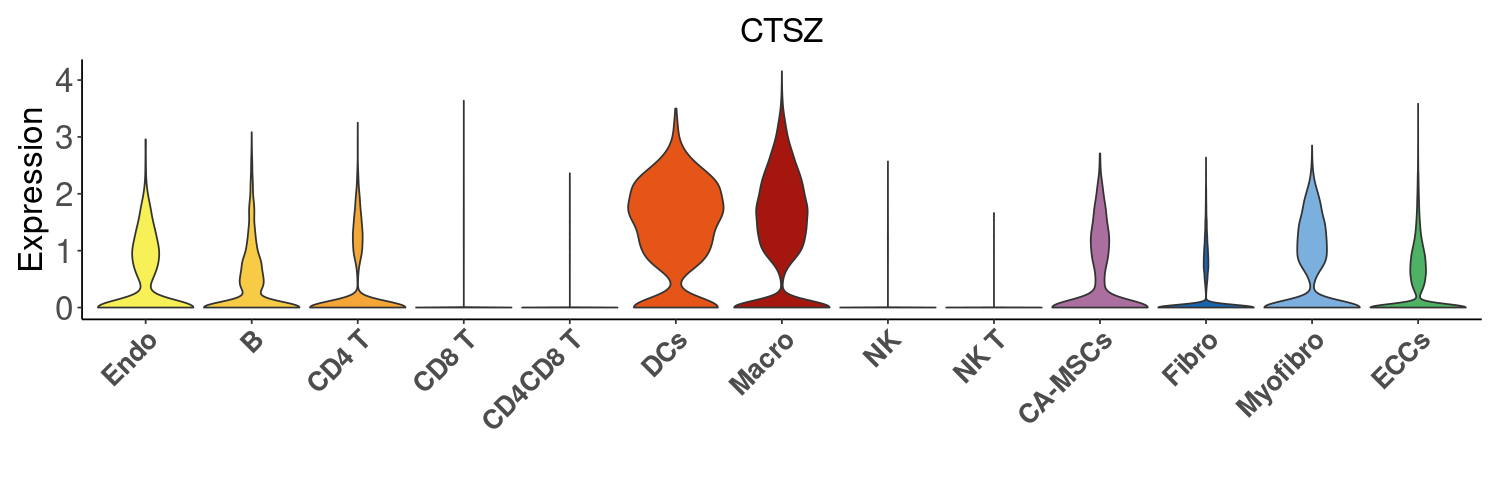 CTSZ
Expression
4
3
2
1
0
Endo
B
CD4 T
CD8 T
CD4CD8 T
DCs
Macro
NK
NK T
CA-MSCs
Fibro
Myofibro
ECCs